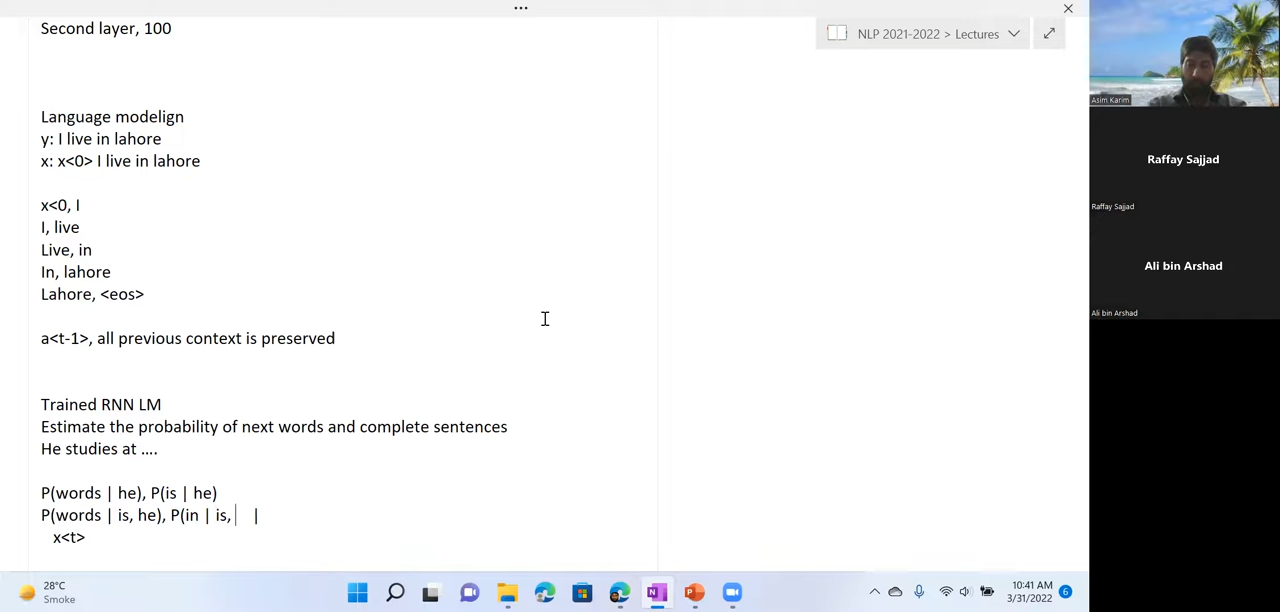 Second layer, 100
NLP 2021-2022 > Lectures
Language modelign
y: I live in lahore
x: x<0> I live in lahore
x<0, I
I, live
Live, in
In, lahore
Lahore, <eos>
a<t-1>, all previous context is preserved
Trained RNN LM
Estimate the probability of next words and complete sentences
He studies at ....
P(words | he), P(is | he)
P(words | is, he), P(in | is, |
x<t>
Asim Karim
Raffay Sajjad
Raffay Sajjad
Ali bin Arshad
Ali bin Arshad
28°C
Smoke
10:41 AM
3/31/2022
6